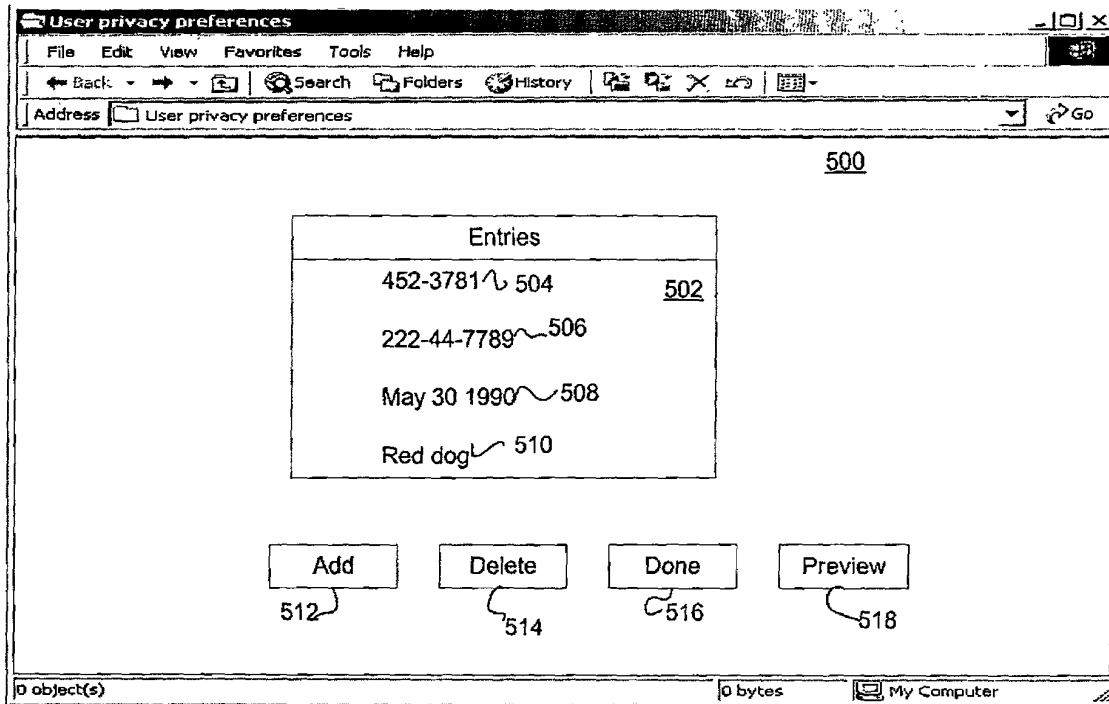 User privacy preferences
File Edit View Favorites Tools Help
Back Search Folders History
Address User privacy preferences Go
500
Entries
452-3781 504
502
222-44-7789 506
May 30 1990 508
Red dog 510
Add Delete Done Preview
512 514 516 518
0 object(s) 0 bytes My Computer